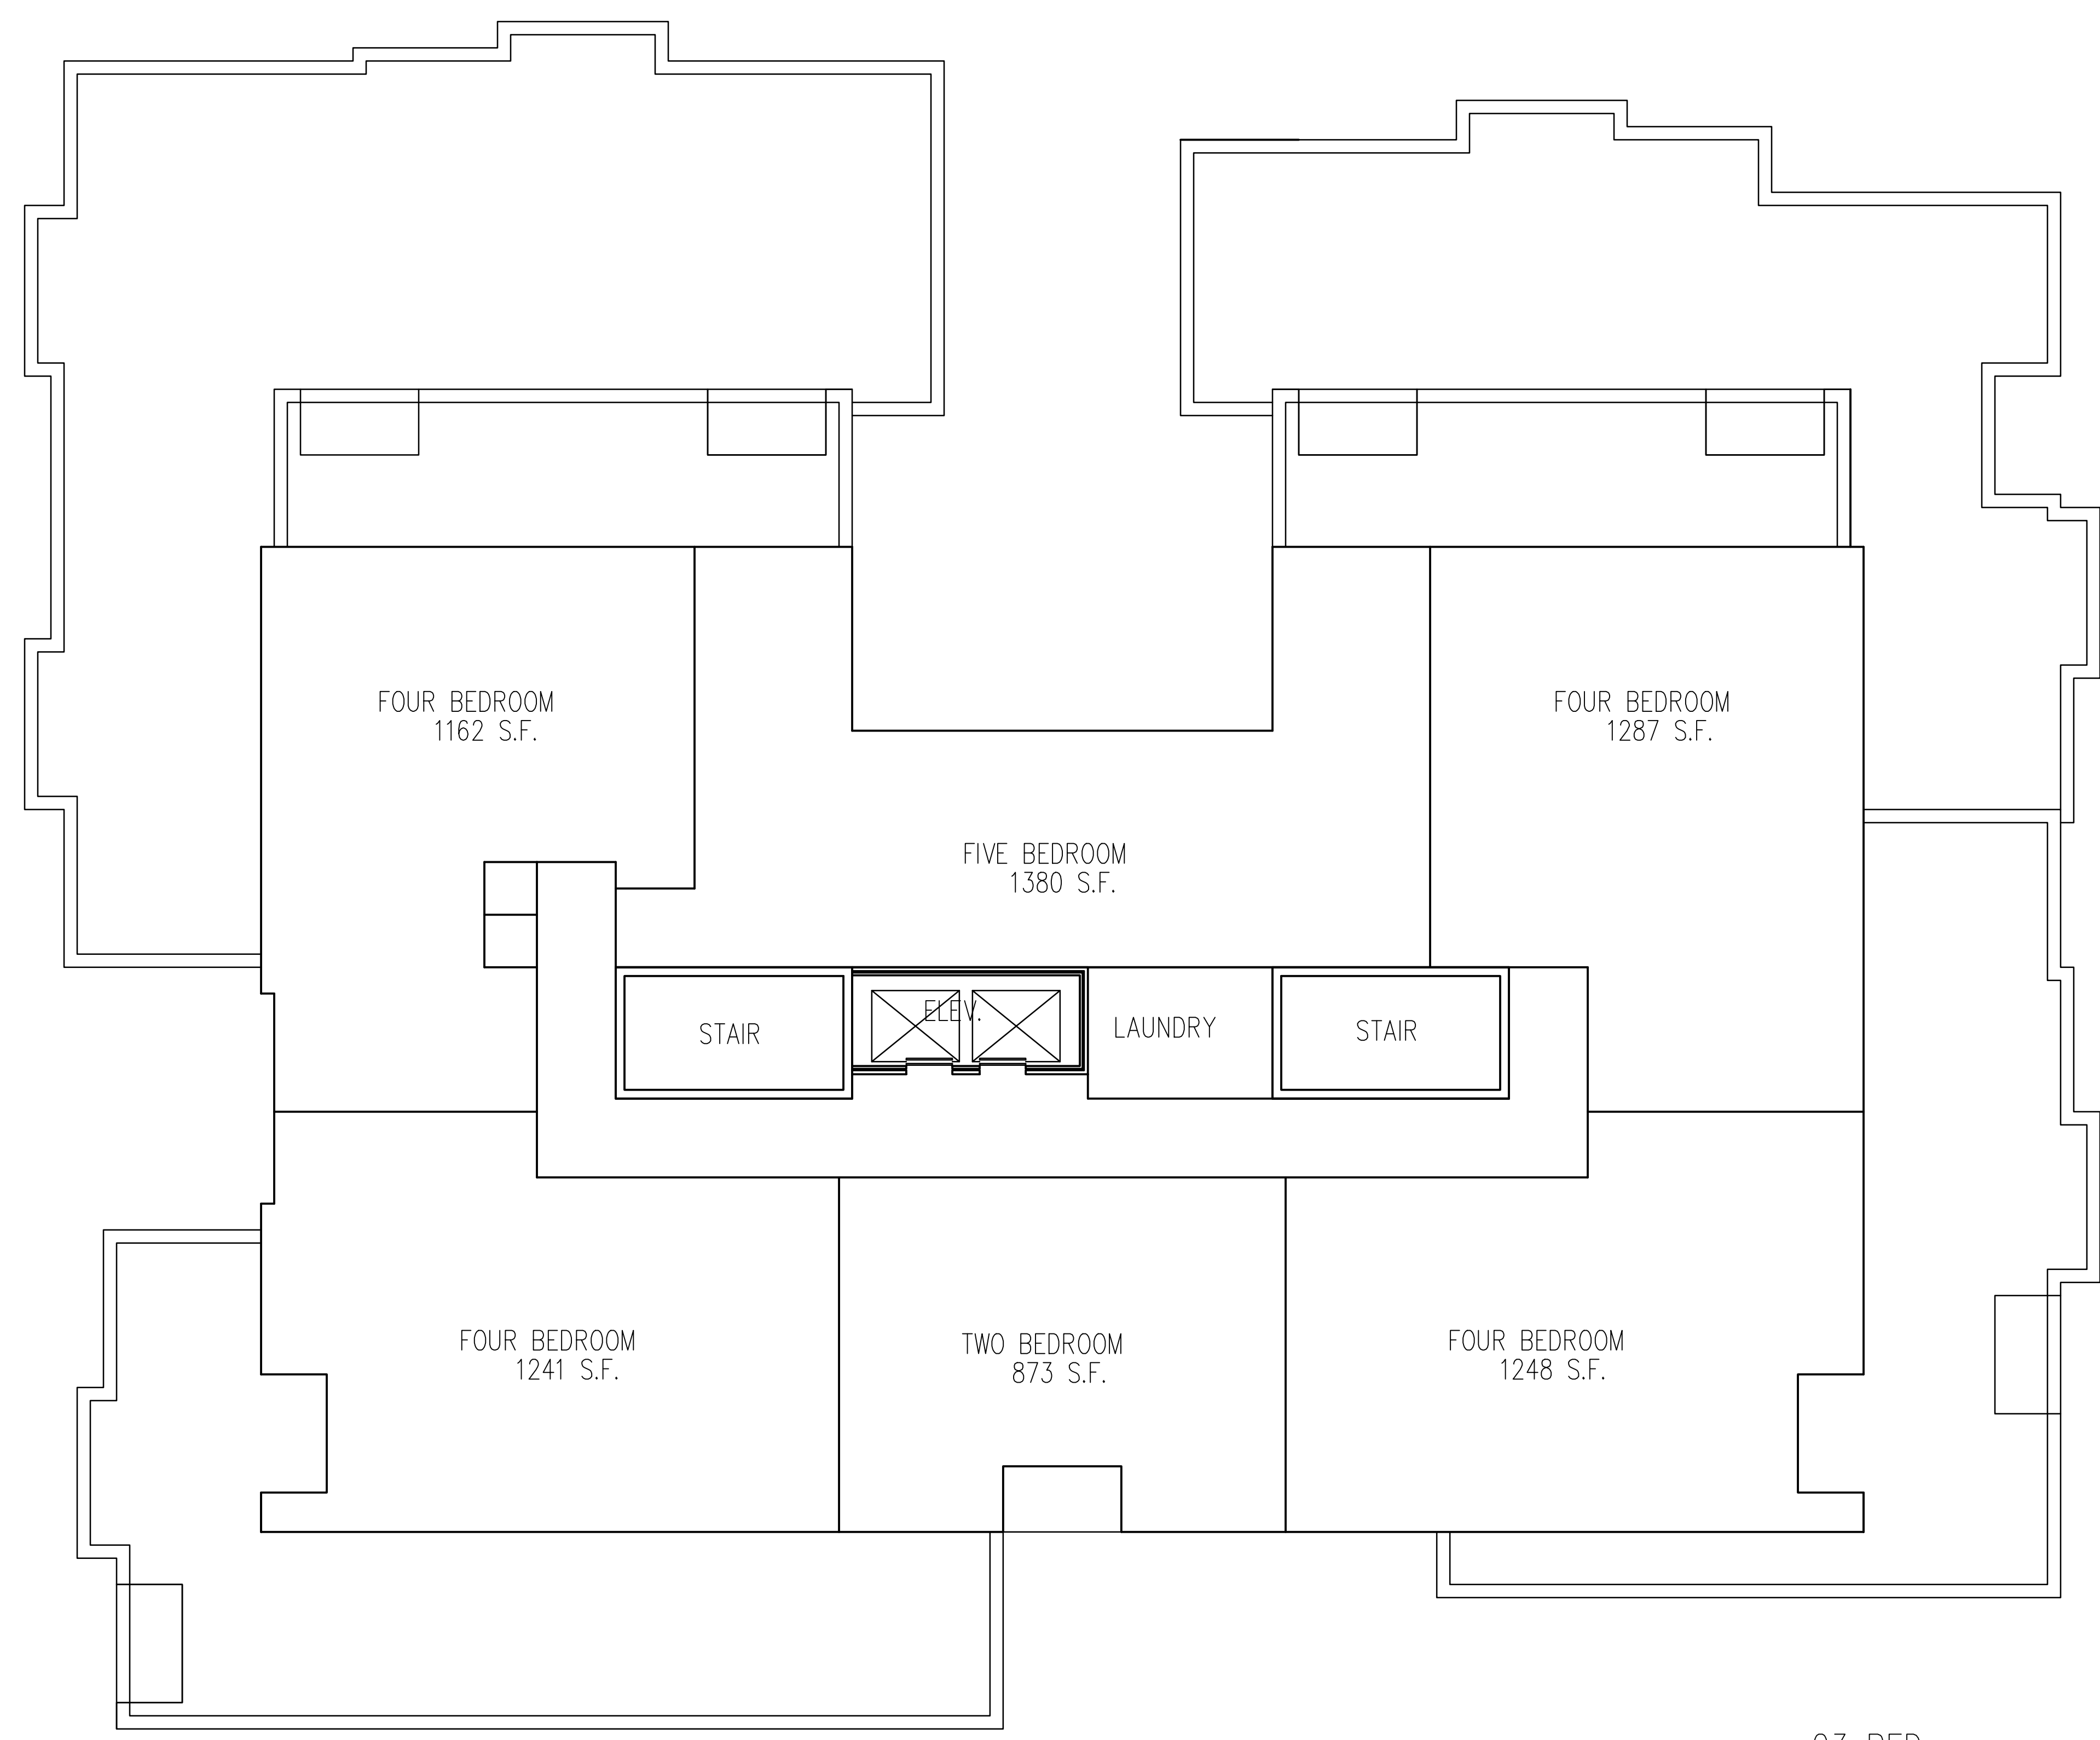 FOUR BEDROOM
1162 S.F.
FOUR BEDROOM
1287 S.F.
FIVE BEDROOM
1380 S.F.
STAIR
ELEV.
LAUNDRY
STAIR
FOUR BEDROOM
1241 S.F.
TWO BEDROOM
873 S.F.
FOUR BEDROOM
1248 S.F.